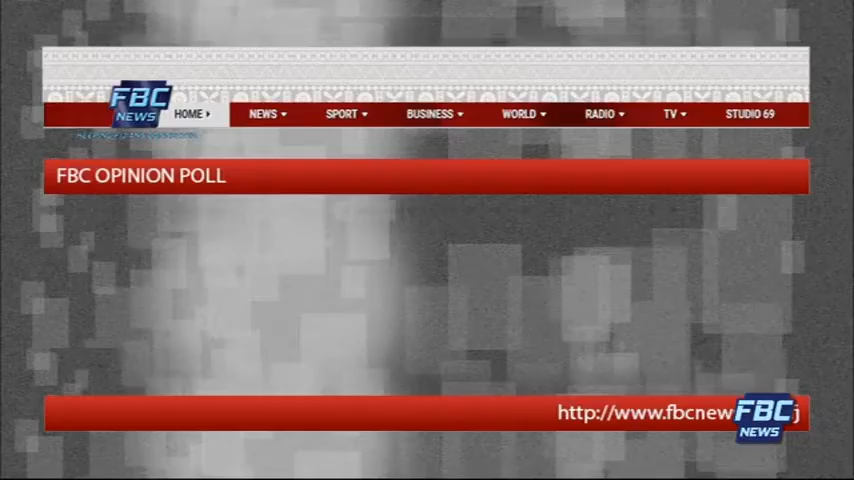 FBC
NEWS
HOME NEWS SPORT BUSINESS WORLD RADIO TV STUDIO 69
FBC OPINION POLL
http://www.fbcnew j
FBC
NEWS